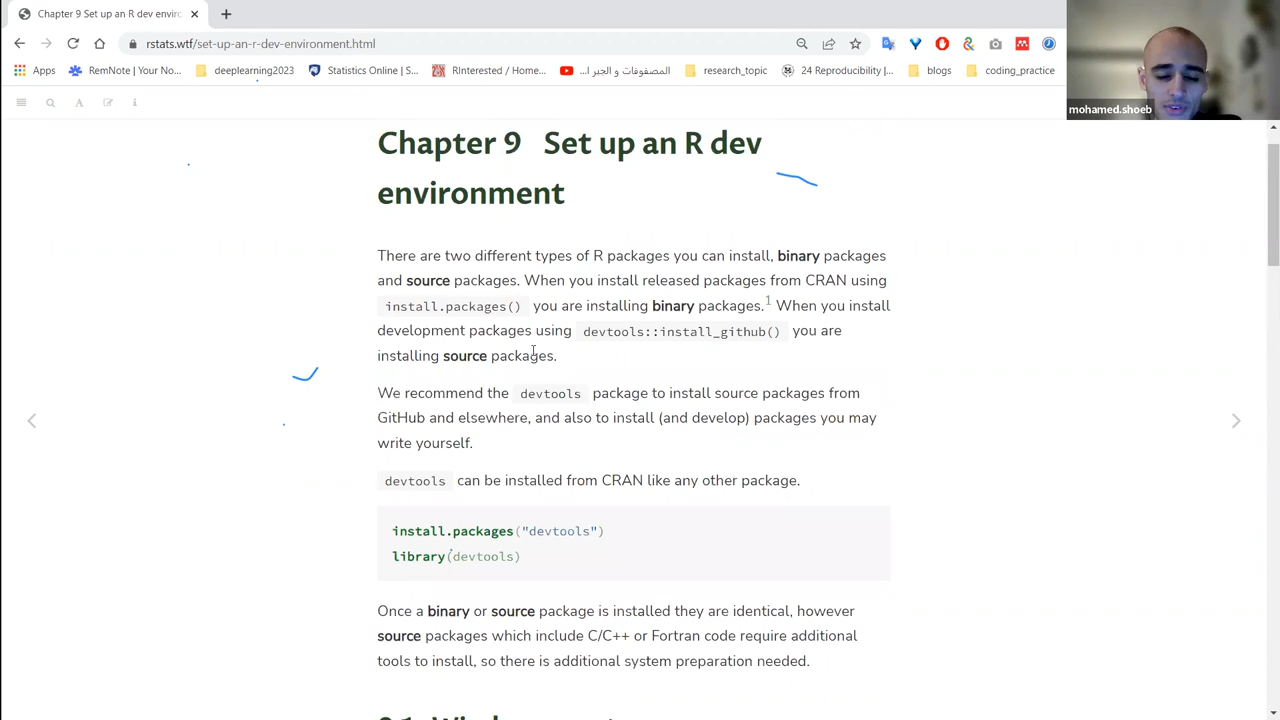 Chapter 9 Set up an R dev enviro
rstats.wtf/set-up-an-r-dev-environment.html
Apps
RemNote | Your No...
deeplearning2023
Statistics Online | S...
RInterested / Home...
المصفوفات و الجبر ا...
research_topic
24 Reproducibility |...
blogs
coding_practice
mohamed.shoeb
Chapter 9 Set up an R dev
environment
There are two different types of R packages you can install, binary packages
and source packages. When you install released packages from CRAN using
install.packages() you are installing binary packages.1 When you install
development packages using devtools::install_github() you are
installing source packages.
We recommend the devtools package to install source packages from
GitHub and elsewhere, and also to install (and develop) packages you may
write yourself.
devtools can be installed from CRAN like any other package.
install.packages("devtools")
library(devtools)
Once a binary or source package is installed they are identical, however
source packages which include C/C++ or Fortran code require additional
tools to install, so there is additional system preparation needed.